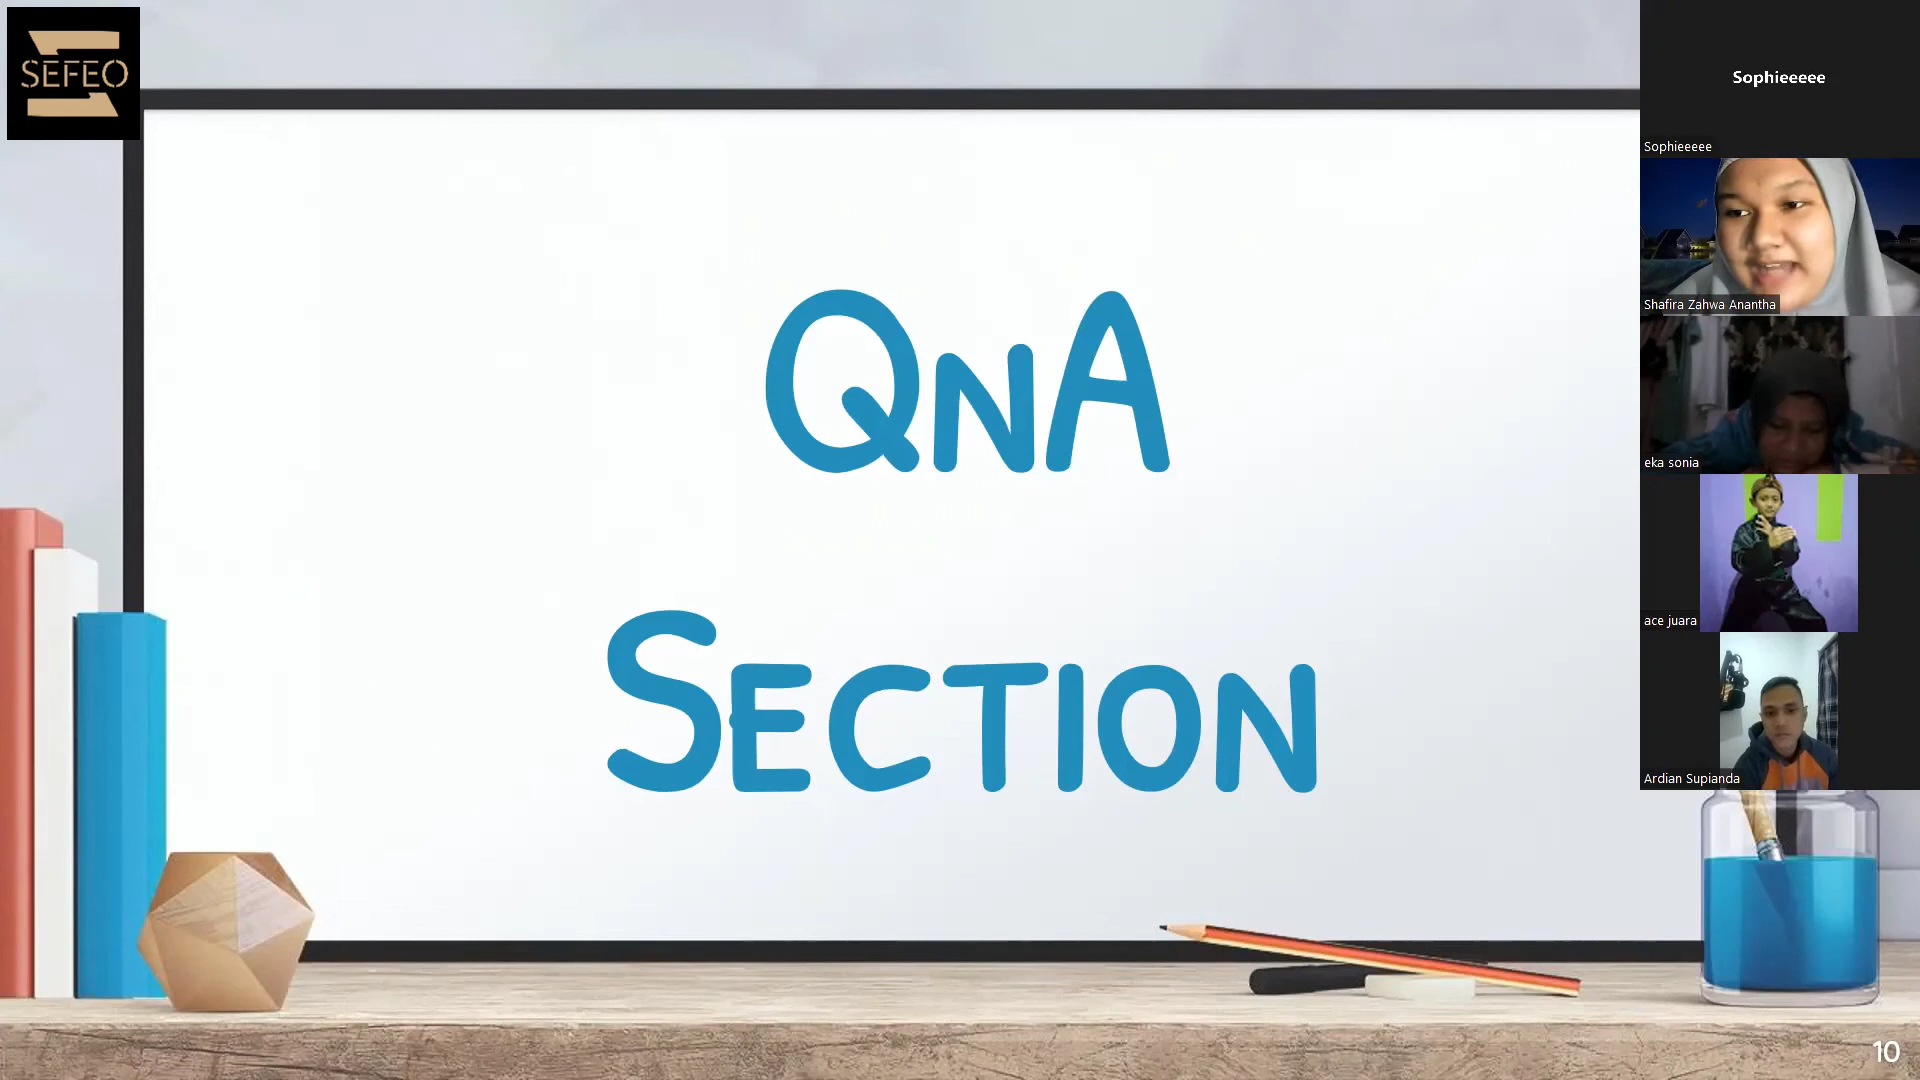 SEFEO
QnA
Section
Sophieeeee
Sophieeeee
Shafira Zahwa Anantha
eka sonia
ace juara
Ardian Supianda
10